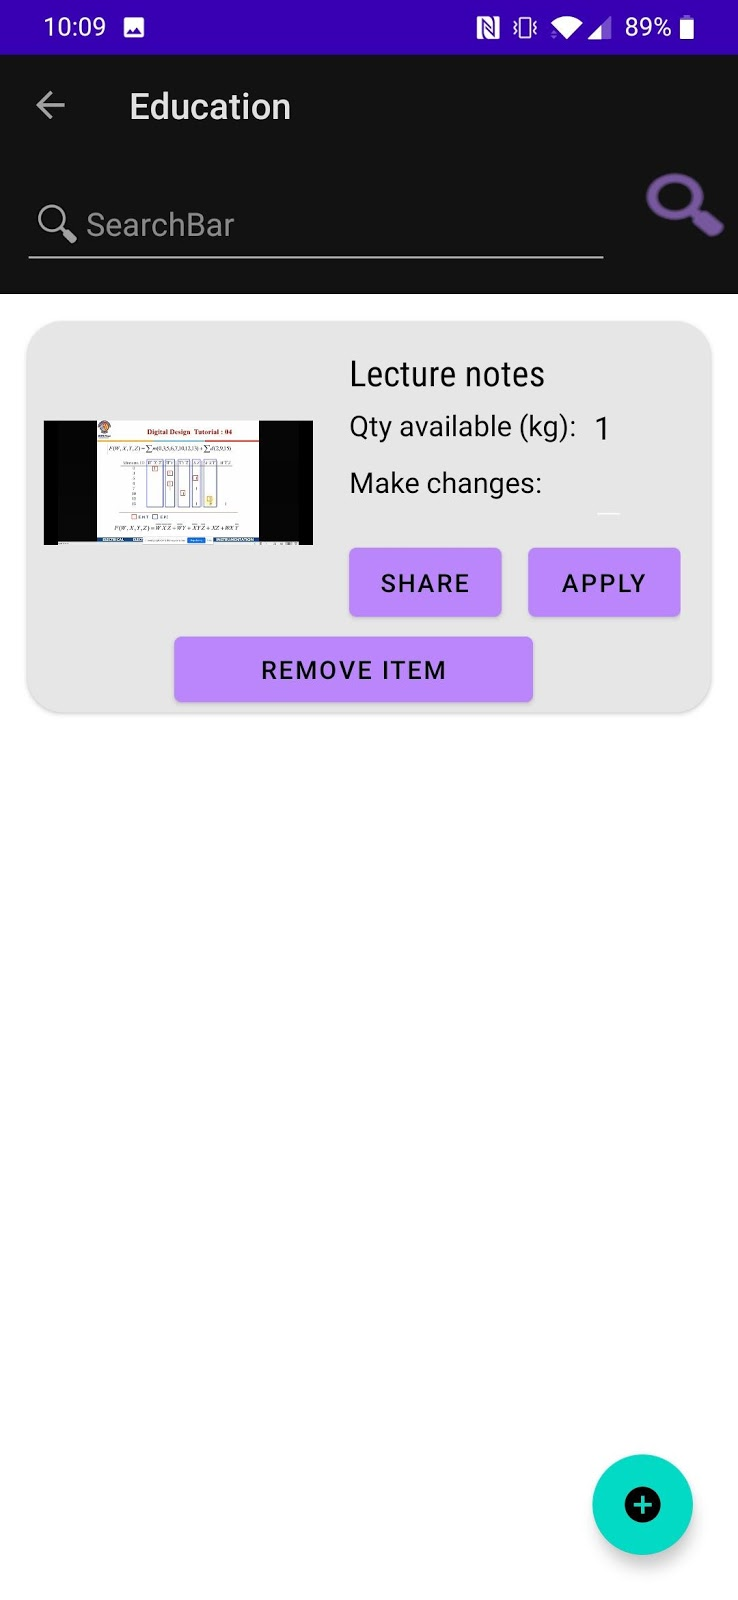 10:09 89%
Education
SearchBar
Lecture notes
Qty available (kg): 1
Make changes:
Digital Design Tutorial : 04
SHARE APPLY
REMOVE ITEM